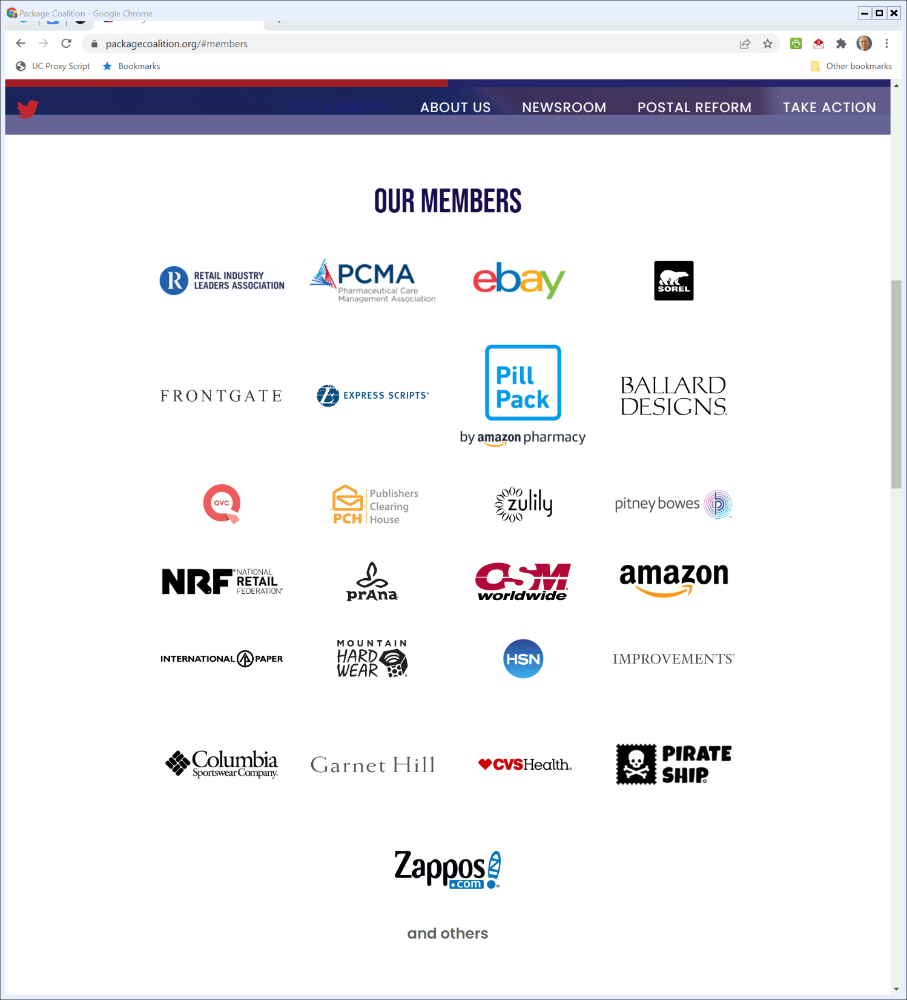 Package Coalition - Google Chrome
packagecoalition.org/#members
UC Proxy Script
Bookmarks
Other bookmarks
OUR MEMBERS
ABOUT US
NEWSROOM
POSTAL REFORM
TAKE ACTION
OUR MEMBERS
R RETAIL INDUSTRY
LEADERS ASSOCIATION
PCMA
Pharmaceutical Care
Management Association
ebay
SOREL
FRONTGATE
EXPRESS SCRIPTS®
Pill
Pack
by amazon pharmacy
BALLARD
DESIGNS®
QVC
PCH
Publishers
Clearing
House
zulily
pitney bowes
NRF®
NATIONAL
RETAIL
FEDERATION®
prAna
OSM
worldwide
amazon
INTERNATIONAL PAPER
MOUNTAIN
HARD
WEAR
HSN
IMPROVEMENTS®
Columbia
Sportswear Company
Garnet Hill
CVSHealth®
PIRATE
SHIP®
Zappos
.com®
and others